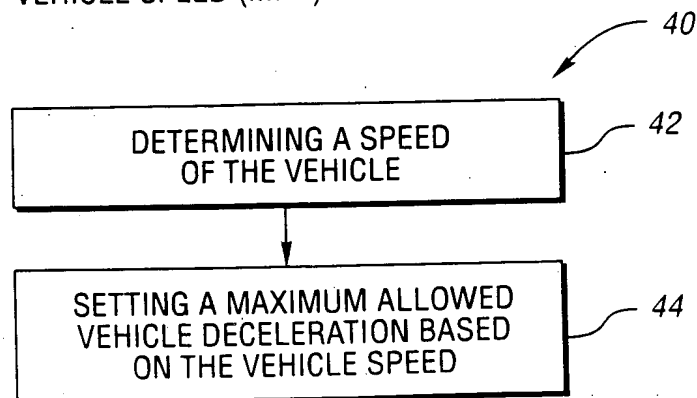 40
DETERMINING A SPEED
OF THE VEHICLE
42
SETTING A MAXIMUM ALLOWED
VEHICLE DECELERATION BASED
ON THE VEHICLE SPEED
44